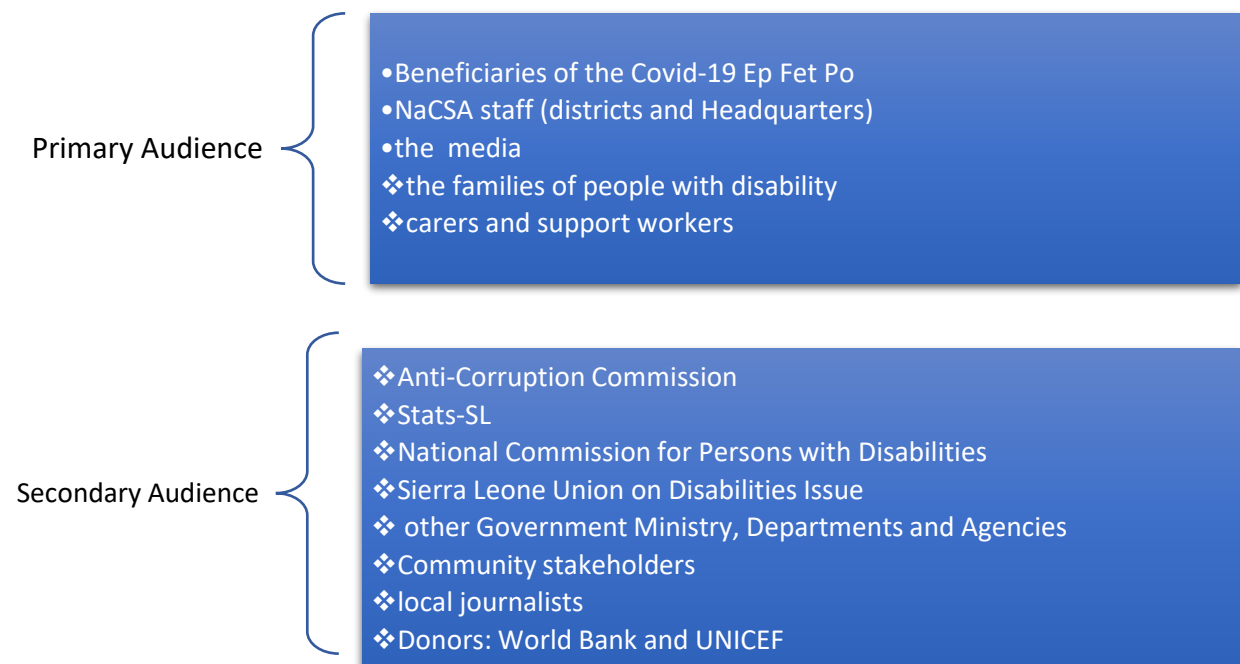 Primary Audience
•Beneficiaries of the Covid-19 Ep Fet Po
•NaCSA staff (districts and Headquarters)
•the  media
❖the families of people with disability
❖carers and support workers
Secondary Audience
❖Anti-Corruption Commission
❖Stats-SL
❖National Commission for Persons with Disabilities
❖Sierra Leone Union on Disabilities Issue
❖ other Government Ministry, Departments and Agencies
❖Community stakeholders
❖local journalists
❖Donors: World Bank and UNICEF